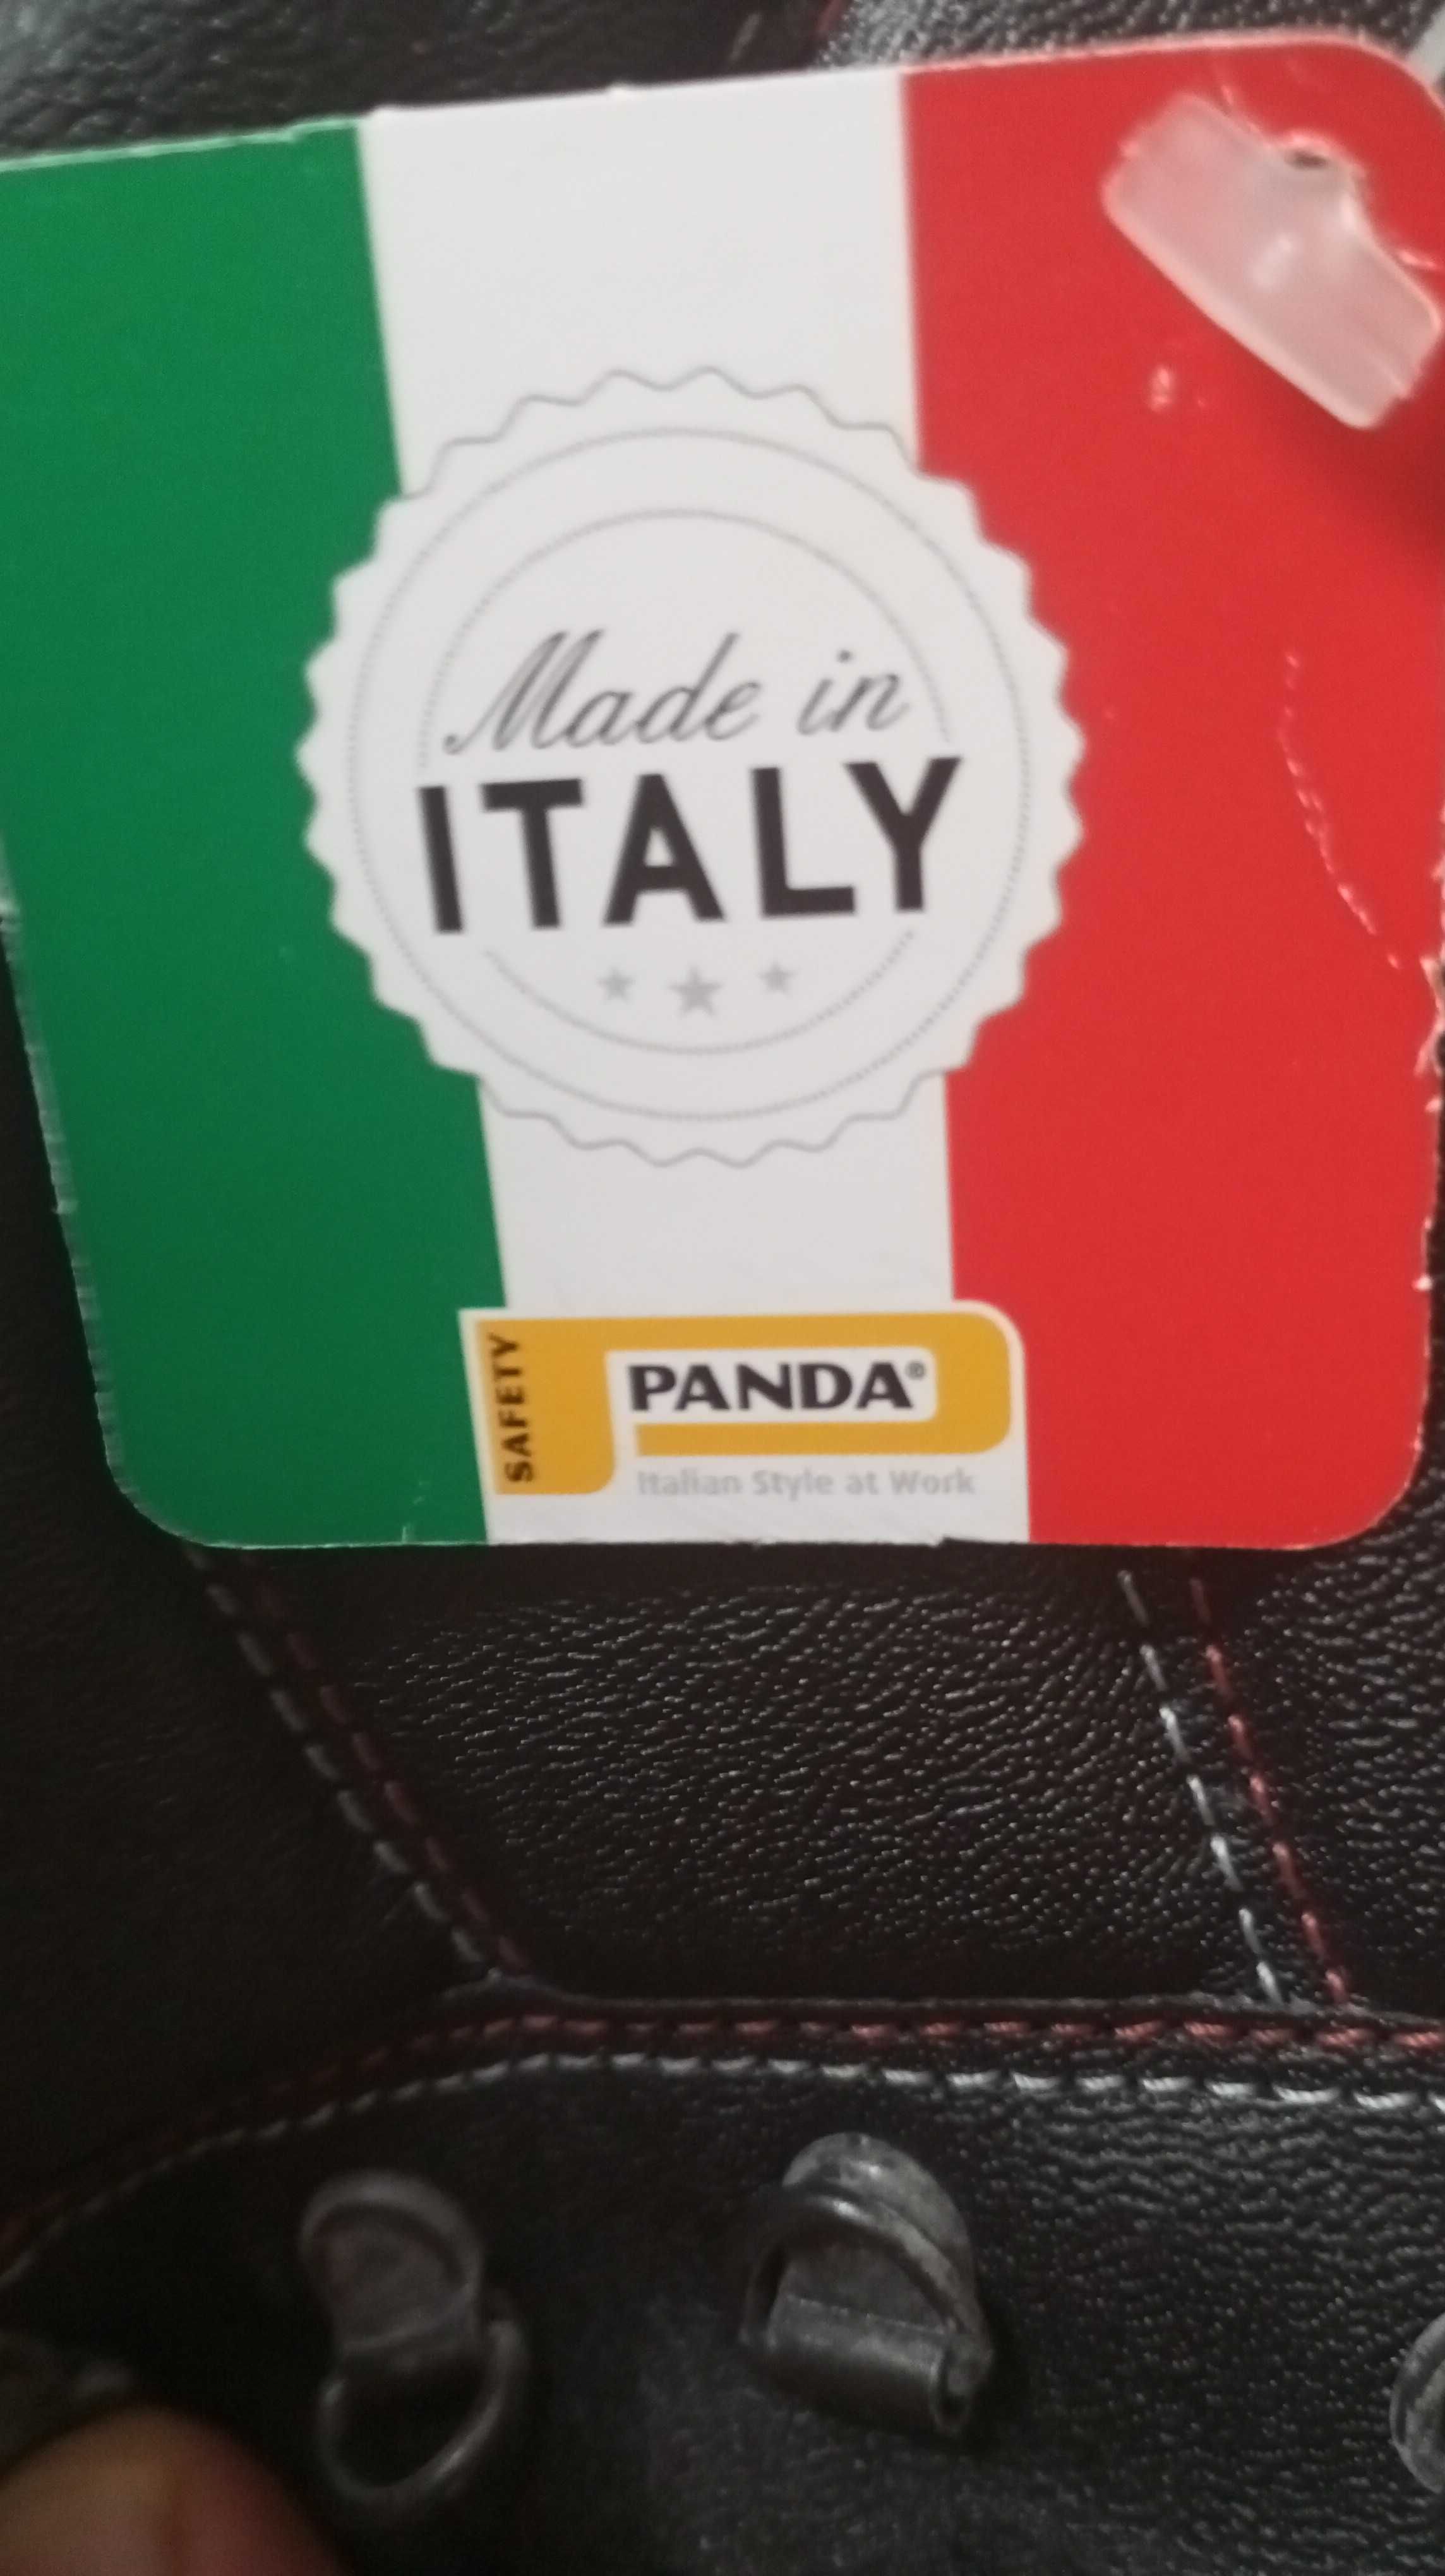 Made in
ITALY
SAFETY
PANDA®
Italian Style at Work